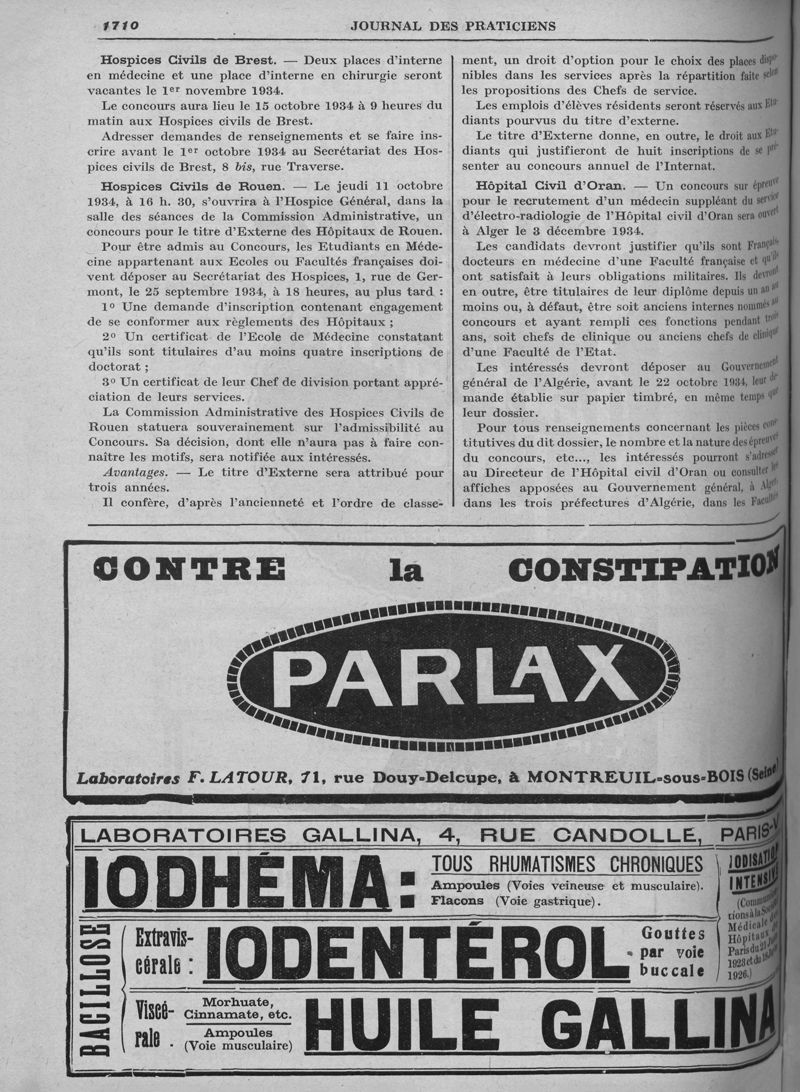 1710
JOURNAL DES PRATICIENS
Hospices Civils de Brest. — Deux places d'interne
en médecine et une place d'interne en chirurgie seront
vacantes le 1er novembre 1934.
Le concours aura lieu le 15 octobre 1934 à 9 heures du
matin aux Hospices civils de Brest.
Adresser demandes de renseignements et se faire ins-
crire avant le 1er octobre 1934 au Secrétariat des Hos-
pices civils de Brest, 8 bis, rue Traverse.
Hospices Civils de Rouen. — Le jeudi 11 octobre
1934, à 16 h. 30, s'ouvrira à l'Hospice Général, dans la
salle des séances de la Commission Administrative, un
concours pour le titre d'Externe des Hôpitaux de Rouen.
Pour être admis au Concours, les Etudiants en Méde-
cine appartenant aux Ecoles ou Facultés françaises doi-
vent déposer au Secrétariat des Hospices, 1, rue de Ger-
mont, le 25 septembre 1934, à 18 heures, au plus tard :
1o Une demande d'inscription contenant engagement
de se conformer aux règlements des Hôpitaux ;
2o Un certificat de l'Ecole de Médecine constatant
qu'ils sont titulaires d'au moins quatre inscriptions de
doctorat ;
3o Un certificat de leur Chef de division portant appré-
ciation de leurs services.
La Commission Administrative des Hospices Civils de
Rouen statuera souverainement sur l'admissibilité au
Concours. Sa décision, dont elle n'aura pas à faire con-
naître les motifs, sera notifiée aux intéressés.
Avantages. — Le titre d'Externe sera attribué pour
trois années.
Il confère, d'après l'ancienneté et l'ordre de classe-
ment, un droit d'option pour le choix des places dispo-
nibles dans les services après la répartition faite selon
les propositions des Chefs de service.
Les emplois d'élèves résidents seront réservés aux Etu-
diants pourvus du titre d'externe.
Le titre d'Externe donne, en outre, le droit aux Etu-
diants qui justifieront de huit inscriptions de se pré-
senter au concours annuel de l'Internat.
Hôpital Civil d'Oran. — Un concours sur épreuve
pour le recrutement d'un médecin suppléant du service
d'électro-radiologie de l'Hôpital civil d'Oran sera ouvert
à Alger le 3 décembre 1934.
Les candidats devront justifier qu'ils sont Français,
docteurs en médecine d'une Faculté française et qu'ils
ont satisfait à leurs obligations militaires. Ils devront
en outre, être titulaires de leur diplôme depuis un an au
moins ou, à défaut, être soit anciens internes nommés au
concours et ayant rempli ces fonctions pendant trois
ans, soit chefs de clinique ou anciens chefs de clinique
d'une Faculté de l'Etat.
Les intéressés devront déposer au Gouvernement
général de l'Algérie, avant le 22 octobre 1934, leur de-
mande établie sur papier timbré, en même temps que
leur dossier.
Pour tous renseignements concernant les pièces cons-
titutives du dit dossier, le nombre et la nature des épreuves
du concours, etc..., les intéressés pourront s'adresser
au Directeur de l'Hôpital civil d'Oran ou consulter les
affiches apposées au Gouvernement général, à Alger,
dans les trois préfectures d'Algérie, dans les Facultés
CONTRE la CONSTIPATION
PARLAX
Laboratoires F. LATOUR, 71, rue Douy-Delcupe, à MONTREUIL-sous-BOIS (Seine)
LABORATOIRES GALLINA, 4, RUE CANDOLLE, PARIS-V
IODHÉMA:
TOUS RHUMATISMES CHRONIQUES
Ampoules (Voies veineuse et musculaire).
Flacons (Voie gastrique).
IODISATION
INTENSIVE
(Commun
tions à la
Médicale
Hôpitaux
Paris du
1923 et du
1926.)
BACILLOSE
Extravis-
cérale :
IODENTÉROL
Gouttes
par voie
buccale
Viscé-
rale .
Morhuate,
Cinnamate, etc.
Ampoules
(Voie musculaire)
HUILE GALLINA